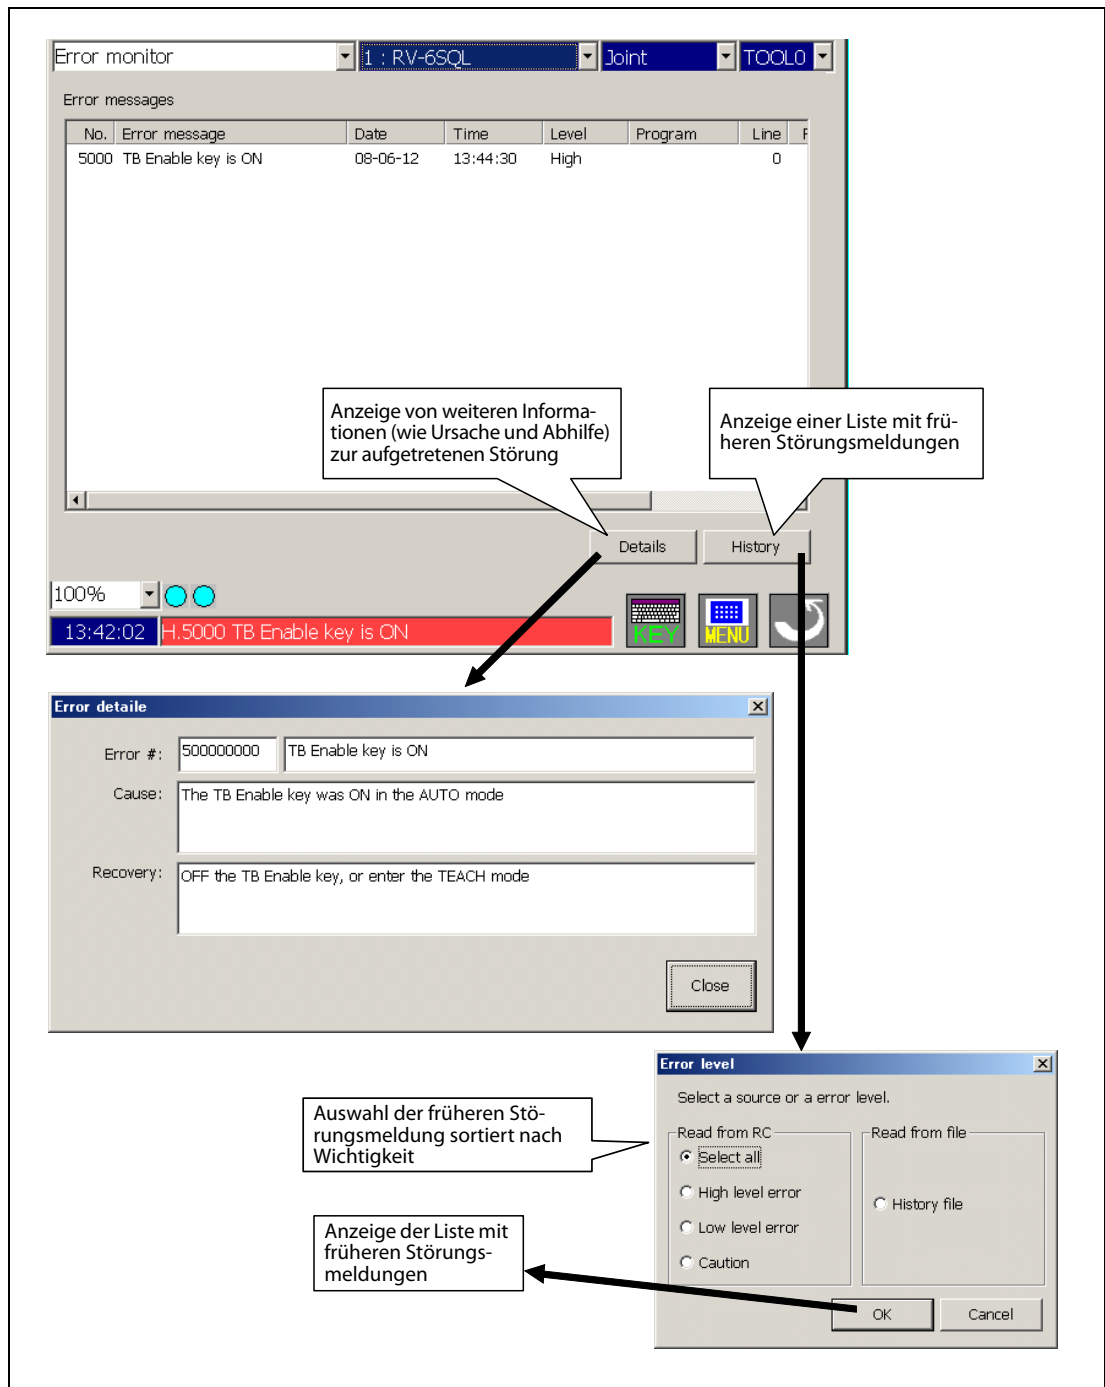 Error monitor 1 : RV-6SQL Joint TOOL0
Error messages
No. Error message Date Time Level Program Line
5000 TB Enable key is ON 08-06-12 13:44:30 High 0
Anzeige von weiteren Informa-
tionen (wie Ursache und Abhilfe)
zur aufgetretenen Störung
Anzeige einer Liste mit frü-
heren Störungsmeldungen
Details History
100%
13:42:02 H.5000 TB Enable key is ON KEY MENU
Error detaile
Error #: 500000000 TB Enable key is ON
Cause: The TB Enable key was ON in the AUTO mode
Recovery: OFF the TB Enable key, or enter the TEACH mode
Close
Error level
Select a source or a error level.
Auswahl der früheren Stö-
rungsmeldung sortiert nach
Wichtigkeit
Read from RC Read from file
Select all
High level error
History file
Low level error
Caution
Anzeige der Liste mit
früheren Störungs-
meldungen
OK Cancel